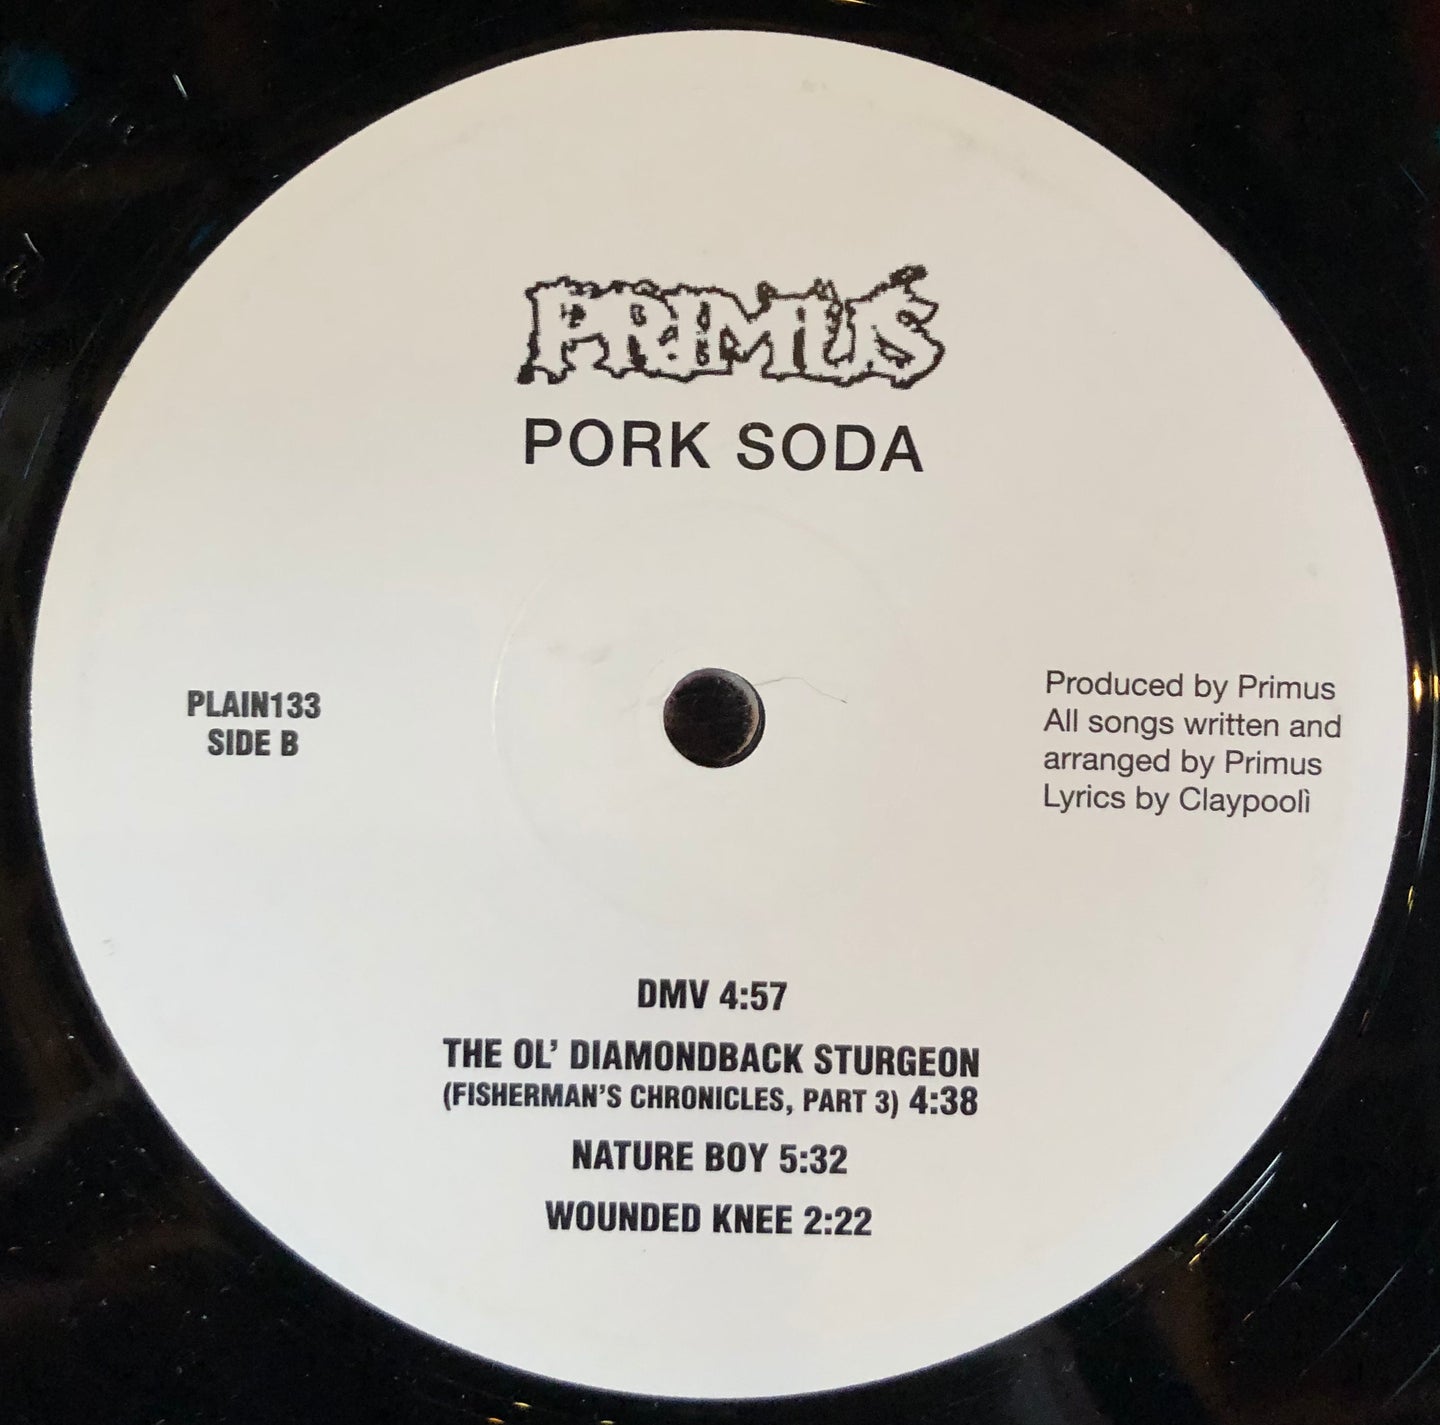 PRIMUS
PORK SODA
PLAIN133
SIDE B
Produced by Primus
All songs written and
arranged by Primus
Lyrics by Claypoolì
DMV 4:57
THE OL’ DIAMONDBACK STURGEON
(FISHERMAN’S CHRONICLES, PART 3) 4:38
NATURE BOY 5:32
WOUNDED KNEE 2:22